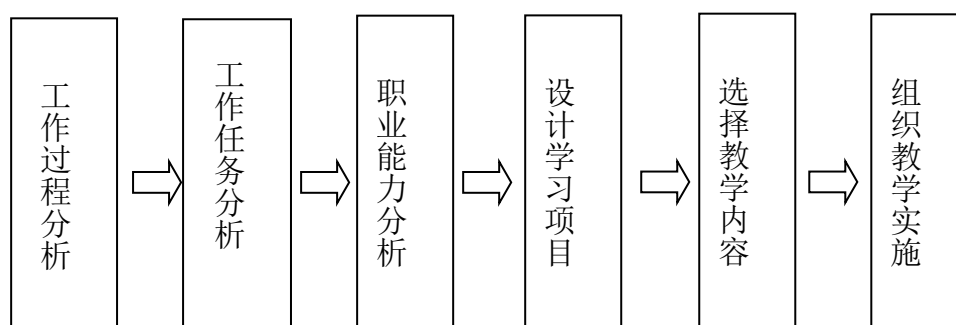 工作过程分析
工作任务分析
职业能力分析
设计学习项目
选择教学内容
组织教学实施